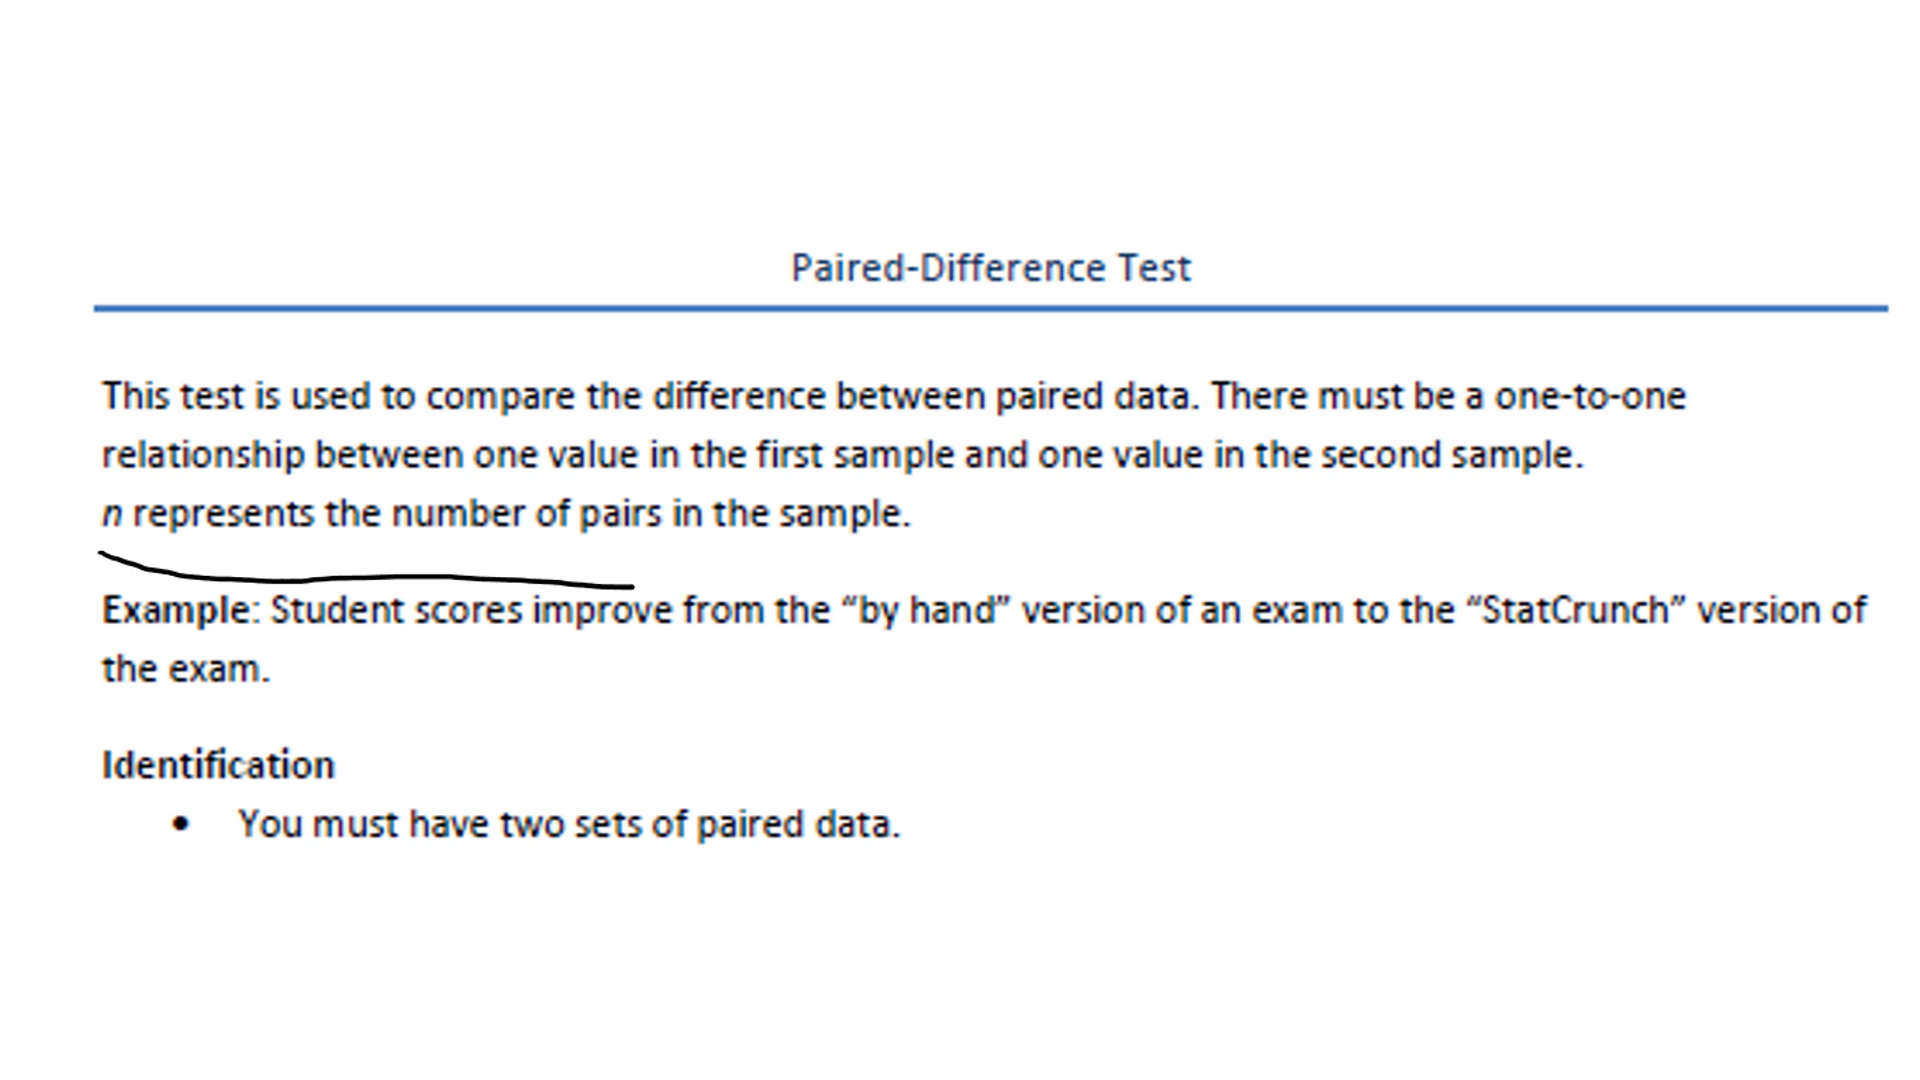 Paired-Difference Test
This test is used to compare the difference between paired data. There must be a one-to-one
relationship between one value in the first sample and one value in the second sample.
n represents the number of pairs in the sample.
Example: Student scores improve from the “by hand” version of an exam to the “StatCrunch” version of
the exam.
Identification
• You must have two sets of paired data.